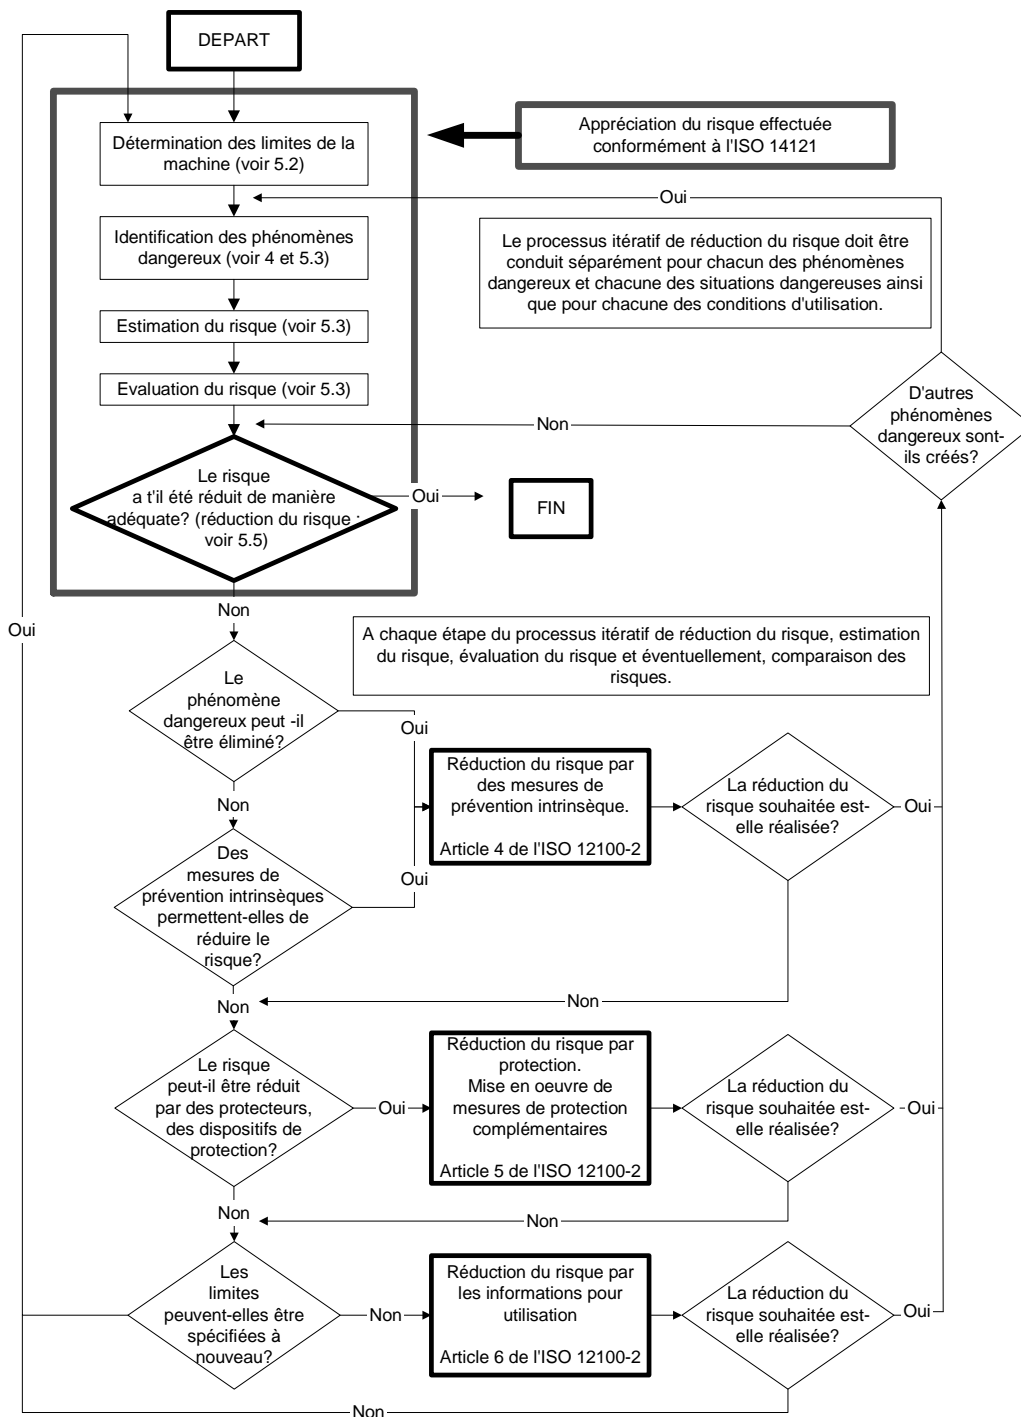 DEPART
Appréciation du risque effectuée
conformément à l'ISO 14121
Détermination des limites de la
machine (voir 5.2)
Oui
Identification des phénomènes
dangereux (voir 4 et 5.3)
Le processus itératif de réduction du risque doit être
conduit séparément pour chacun des phénomènes
dangereux et chacune des situations dangereuses ainsi
que pour chacune des conditions d'utilisation.
Estimation du risque (voir 5.3)
Evaluation du risque (voir 5.3)
D'autres
phénomènes
dangereux sont-
ils créés?
Non
Le risque
a t'il été réduit de manière
adéquate? (réduction du risque :
voir 5.5)
Oui
FIN
Non
Oui
A chaque étape du processus itératif de réduction du risque, estimation
du risque, évaluation du risque et éventuellement, comparaison des
risques.
Le
phénomène
dangereux peut -il
être éliminé?
Oui
Réduction du risque par
des mesures de
prévention intrinsèque.
Article 4 de l'ISO 12100-2
La réduction du
risque souhaitée est-
elle réalisée?
Oui
Non
Des
mesures de
prévention intrinsèques
permettent-elles de
réduire le
risque?
Oui
Non
Non
Le risque
peut-il être réduit
par des protecteurs,
des dispositifs de
protection?
Oui
Réduction du risque par
protection.
Mise en oeuvre de
mesures de protection
complémentaires
Article 5 de l'ISO 12100-2
La réduction du
risque souhaitée est-
elle réalisée?
Oui
Non
Non
Les
limites
peuvent-elles être
spécifiées à
nouveau?
Non
Réduction du risque par
les informations pour
utilisation
Article 6 de l'ISO 12100-2
La réduction du
risque souhaitée est-
elle réalisée?
Oui
Non